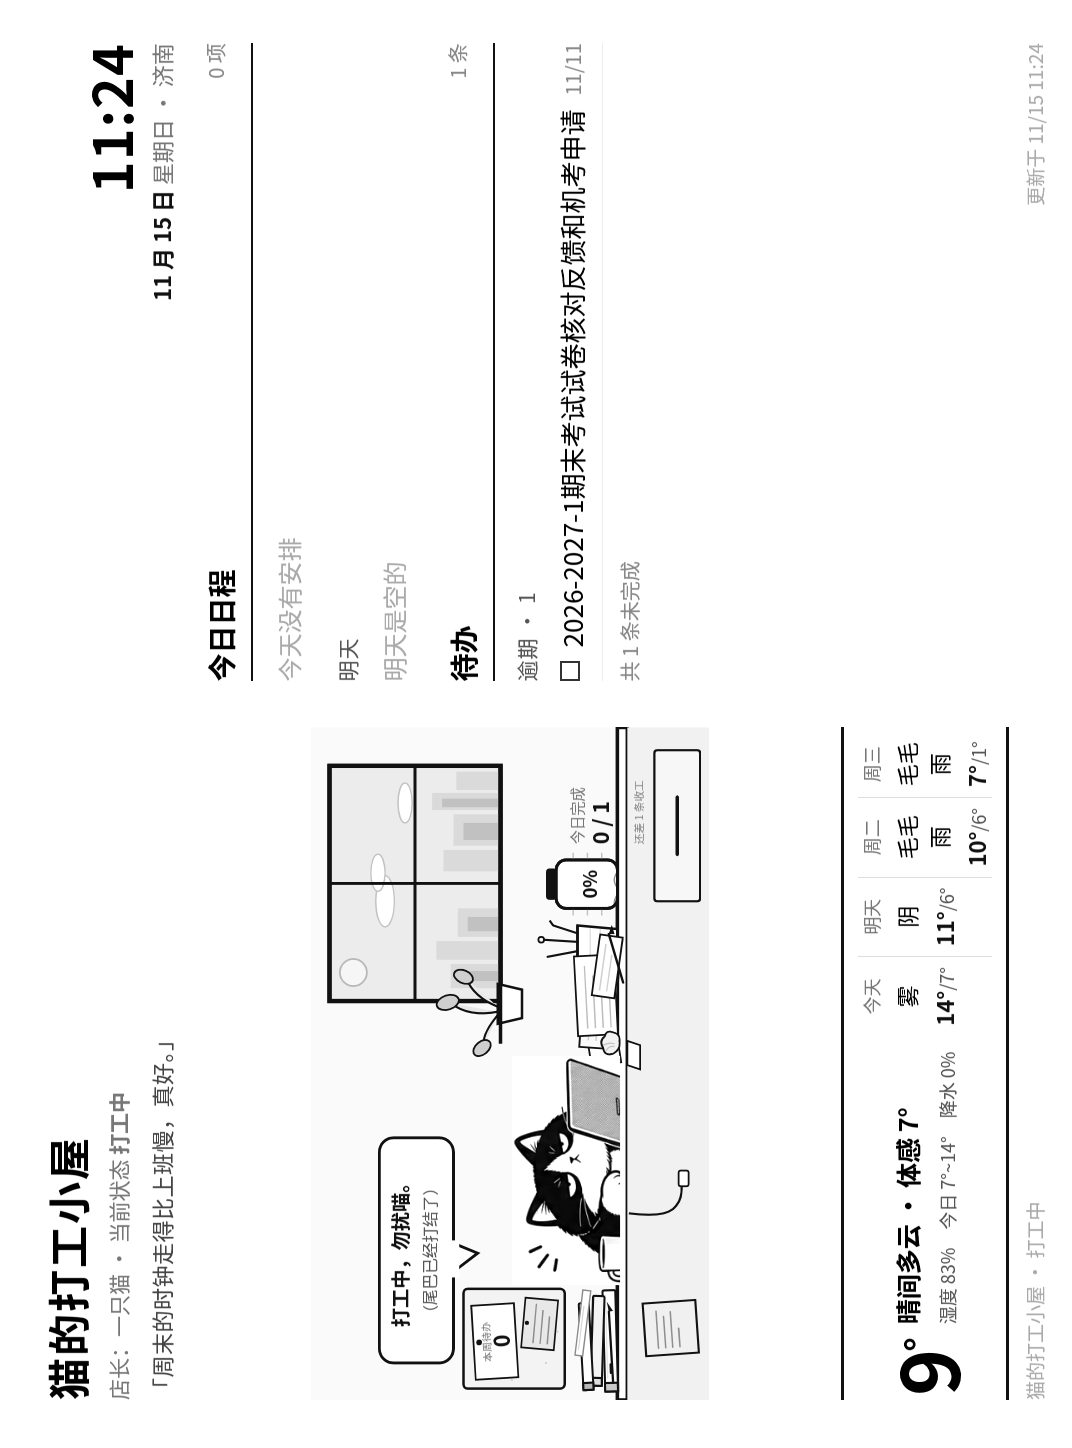 猫的打工小屋
店长：一只猫 · 当前状态 打工中
「周末的时钟走得比上班慢，真好。」
11:24
11 月 15 日 星期日 · 济南
打工中，勿扰喵。
（尾巴已经打结了）
本周待办
0
今日完成
0 / 1
0%
还差 1 条收工
9° 晴间多云 · 体感 7°
湿度 83% 今日 7°~14° 降水 0%
今天
雾
14°/7°
明天
阴
11°/6°
周二
毛毛
雨
10°/6°
周三
毛毛
雨
7°/1°
今日日程 0 项
今天没有安排
明天
明天是空的
待办 1 条
逾期 · 1
2026-2027-1期末考试试卷核对反馈和机考申请 11/11
共 1 条未完成
猫的打工小屋 · 打工中
更新于 11/15 11:24